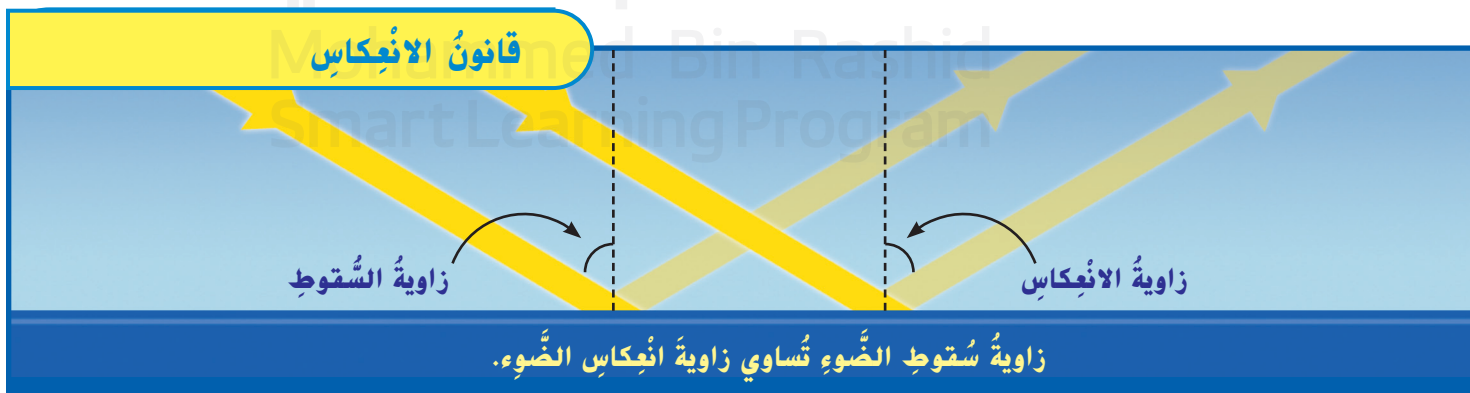 قانونُ الانْعِكاسِ
Mohammed Bin Rashid
Smart Learning Program
زاويةُ الانْعِكاسِ
زاويةُ السُّقوطِ
زاويةُ سُقوطِ الضَّوءِ تُساوي زاويةَ انْعِكاسِ الضَّوءِ.